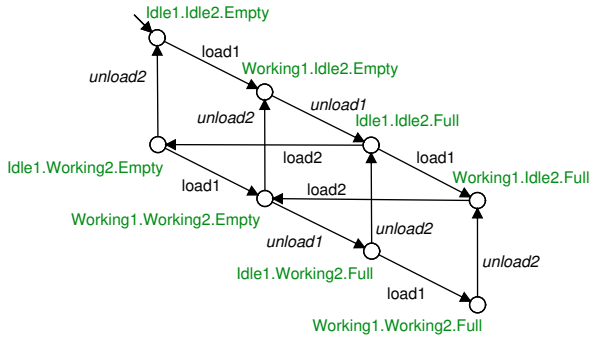 Idle1.Idle2.Empty
load1
Working1.Idle2.Empty
unload2
unload1
unload2
Idle1.Idle2.Full
load2
load1
Idle1.Working2.Empty
Working1.Idle2.Full
load1
load2
Working1.Working2.Empty
unload1
unload2
Idle1.Working2.Full
unload2
load1
Working1.Working2.Full